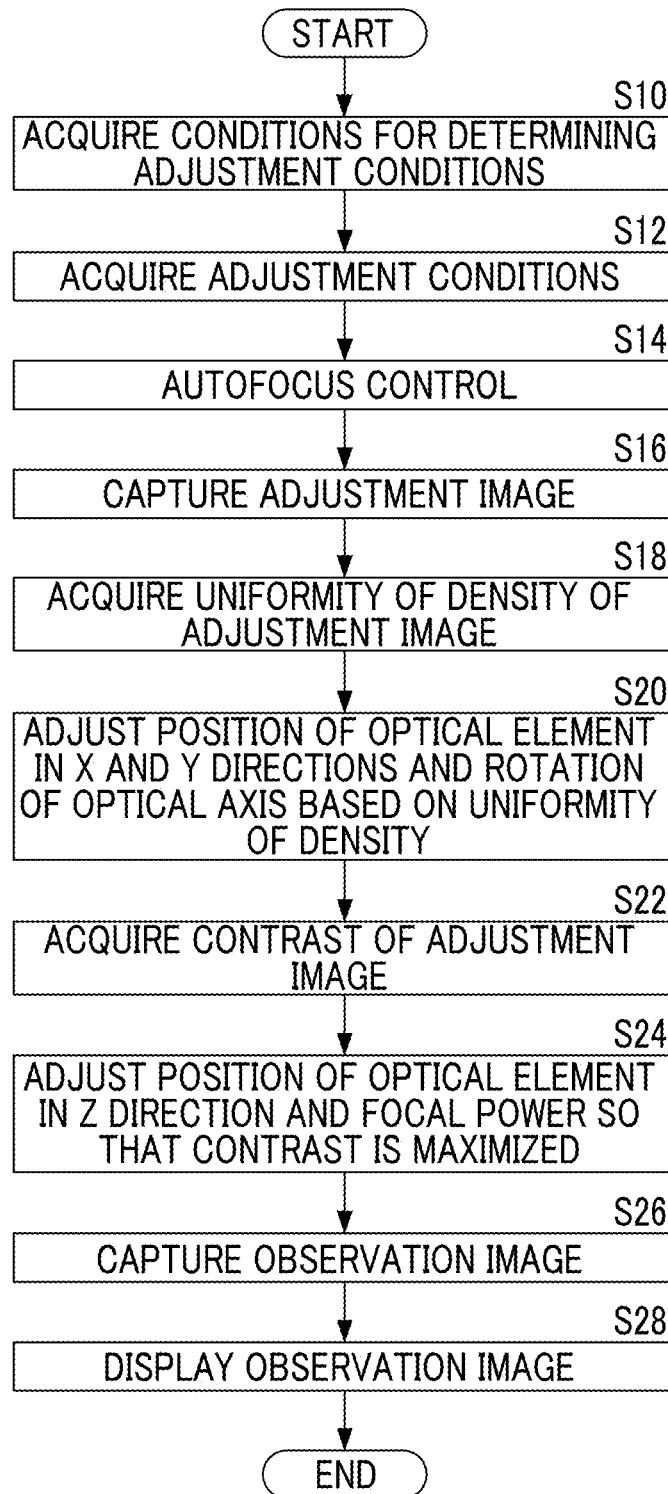 START
S10
ACQUIRE CONDITIONS FOR DETERMINING
ADJUSTMENT CONDITIONS
S12
ACQUIRE ADJUSTMENT CONDITIONS
S14
AUTOFOCUS CONTROL
S16
CAPTURE ADJUSTMENT IMAGE
S18
ACQUIRE UNIFORMITY OF DENSITY OF
ADJUSTMENT IMAGE
S20
ADJUST POSITION OF OPTICAL ELEMENT
IN X AND Y DIRECTIONS AND ROTATION
OF OPTICAL AXIS BASED ON UNIFORMITY
OF DENSITY
S22
ACQUIRE CONTRAST OF ADJUSTMENT
IMAGE
S24
ADJUST POSITION OF OPTICAL ELEMENT
IN Z DIRECTION AND FOCAL POWER SO
THAT CONTRAST IS MAXIMIZED
S26
CAPTURE OBSERVATION IMAGE
S28
DISPLAY OBSERVATION IMAGE
END